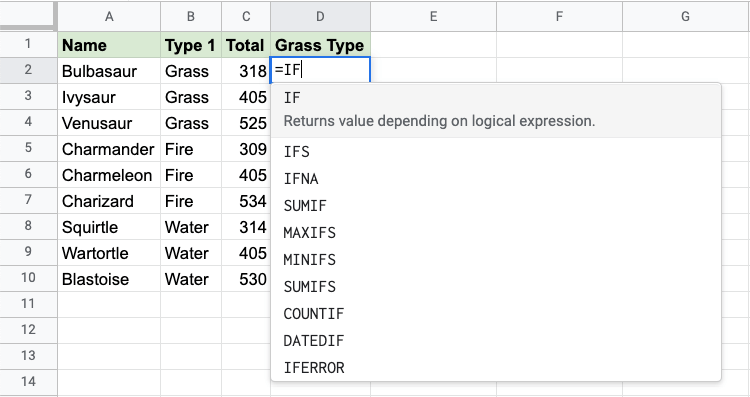 A B C D E F G
1 Name Type 1 Total Grass Type
2 Bulbasaur Grass 318 =IF
3 Ivysaur Grass 405 IF
4 Venusaur Grass 525 Returns value depending on logical expression.
5 Charmander Fire 309 IFS
6 Charmeleon Fire 405 IFNA
7 Charizard Fire 534 SUMIF
8 Squirtle Water 314 MAXIFS
9 Wartortle Water 405 MINIFS
10 Blastoise Water 530 SUMIFS
11 COUNTIF
12 DATEDIF
13 IFERROR
14